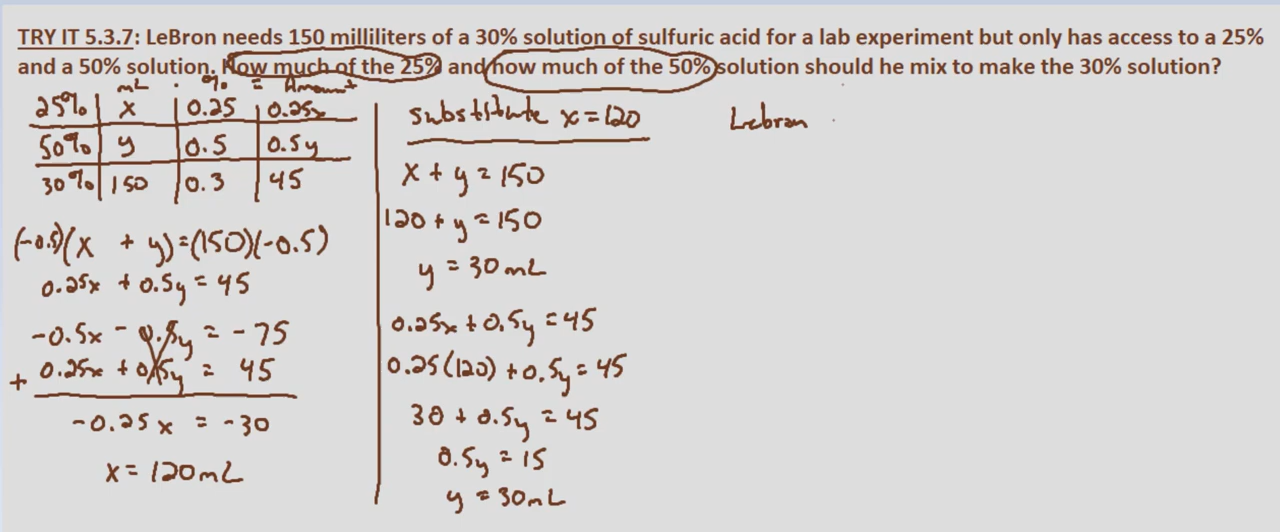 TRY IT 5.3.7: LeBron needs 150 milliliters of a 30% solution of sulfuric acid for a lab experiment but only has access to a 25%
and a 50% solution. How much of the 25% and how much of the 50% solution should he mix to make the 30% solution?
mL · % = Amount
25% x 0.25 0.25x
50% y 0.5 0.5y
30% 150 0.3 45
(-0.5)(x + y)=(150)(-0.5)
0.25x + 0.5y = 45
-0.5x - 0.5y = -75
+ 0.25x + 0.5y = 45
-0.25x = -30
x = 120mL
substitute x=120
x + y = 150
120 + y = 150
y = 30mL
0.25x + 0.5y = 45
0.25(120) + 0.5y = 45
30 + 0.5y = 45
0.5y = 15
y = 30mL
Lebron